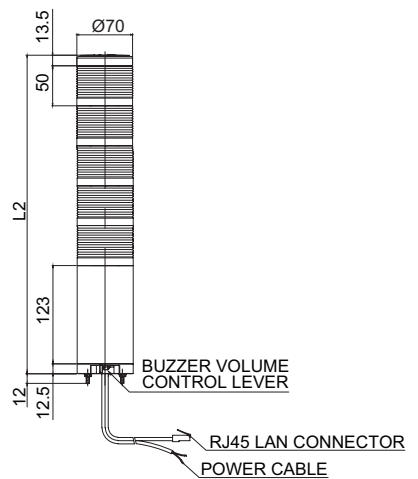 13.5
Ø70
50
L2
123
12
12.5
BUZZER VOLUME
CONTROL LEVER
RJ45 LAN CONNECTOR
POWER CABLE